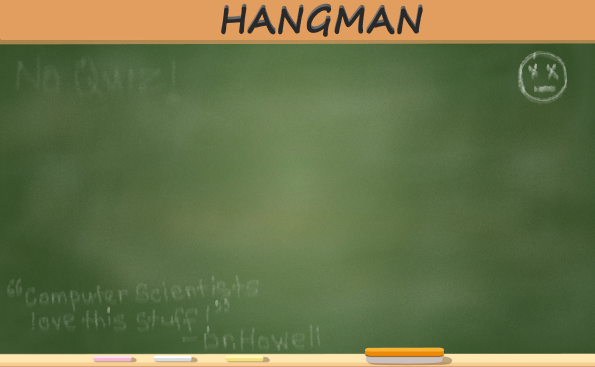 HANGMAN
No Quiz!
"Computer Scientists
love this stuff!"
- Dr. Howell